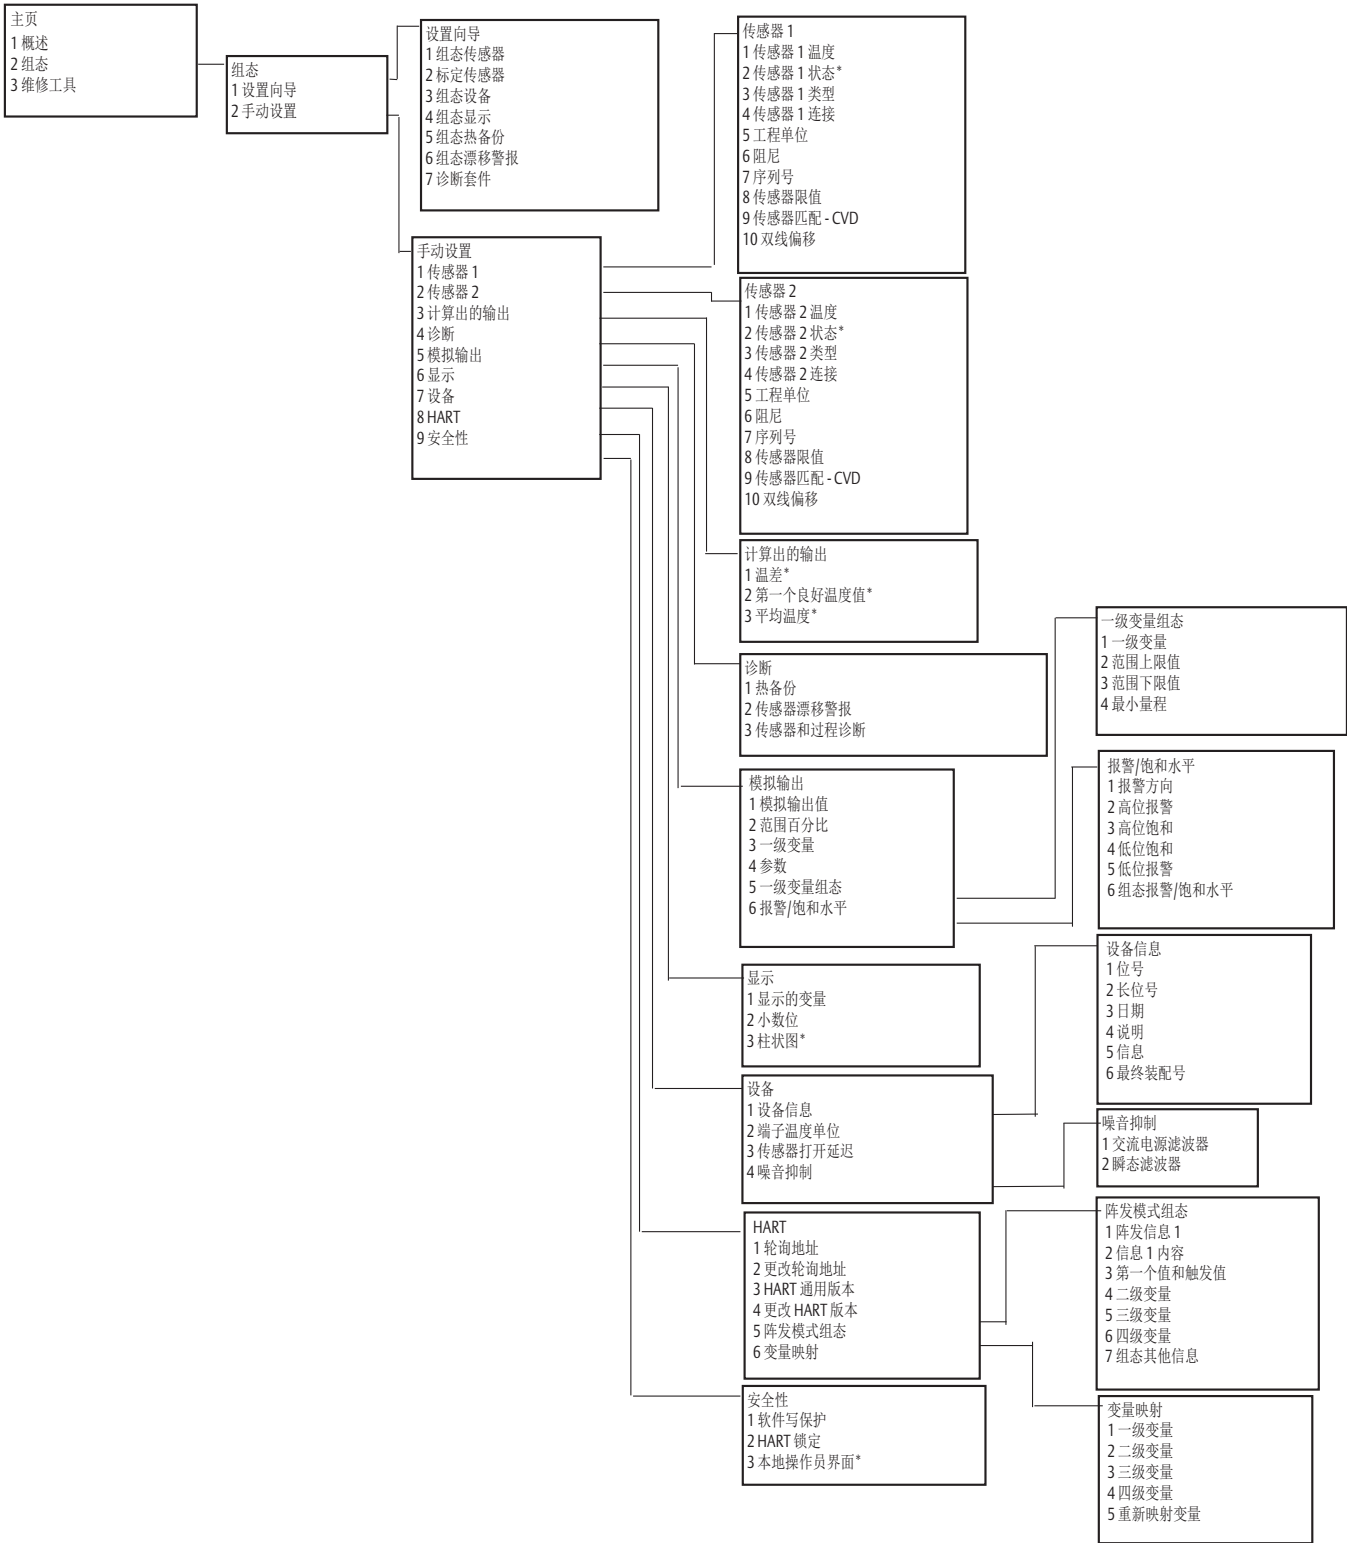 主页
1 概述
2 组态
3 维修工具
组态
1 设置向导
2 手动设置
设置向导
1 组态传感器
2 标定传感器
3 组态设备
4 组态显示
5 组态热备份
6 组态漂移警报
7 诊断套件
手动设置
1 传感器 1
2 传感器 2
3 计算出的输出
4 诊断
5 模拟输出
6 显示
7 设备
8 HART
9 安全性
传感器 1
1 传感器 1 温度
2 传感器 1 状态*
3 传感器 1 类型
4 传感器 1 连接
5 工程单位
6 阻尼
7 序列号
8 传感器限值
9 传感器匹配 - CVD
10 双线偏移
传感器 2
1 传感器 2 温度
2 传感器 2 状态*
3 传感器 2 类型
4 传感器 2 连接
5 工程单位
6 阻尼
7 序列号
8 传感器限值
9 传感器匹配 - CVD
10 双线偏移
计算出的输出
1 温差*
2 第一个良好温度值*
3 平均温度*
诊断
1 热备份
2 传感器漂移警报
3 传感器和过程诊断
模拟输出
1 模拟输出值
2 范围百分比
3 一级变量
4 参数
5 一级变量组态
6 报警/饱和水平
一级变量组态
1 一级变量
2 范围上限值
3 范围下限值
4 最小量程
报警/饱和水平
1 报警方向
2 高位报警
3 高位饱和
4 低位饱和
5 低位报警
6 组态报警/饱和水平
显示
1 显示的变量
2 小数位
3 柱状图*
设备
1 设备信息
2 端子温度单位
3 传感器打开延迟
4 噪音抑制
设备信息
1 位号
2 长位号
3 日期
4 说明
5 信息
6 最终装配号
噪音抑制
1 交流电源滤波器
2 瞬态滤波器
HART
1 轮询地址
2 更改轮询地址
3 HART 通用版本
4 更改 HART 版本
5 阵发模式组态
6 变量映射
阵发模式组态
1 阵发信息 1
2 信息 1 内容
3 第一个值和触发值
4 二级变量
5 三级变量
6 四级变量
7 组态其他信息
安全性
1 软件写保护
2 HART 锁定
3 本地操作员界面*
变量映射
1 一级变量
2 二级变量
3 三级变量
4 四级变量
5 重新映射变量